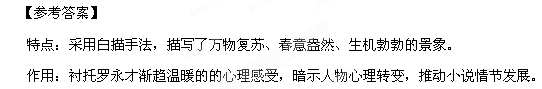 【参考答案】
特点：采用白描手法，描写了万物复苏、春意盎然、生机勃勃的景象。
作用：衬托罗永才渐趋温暖的的心理感受，暗示人物心理转变，推动小说情节发展。